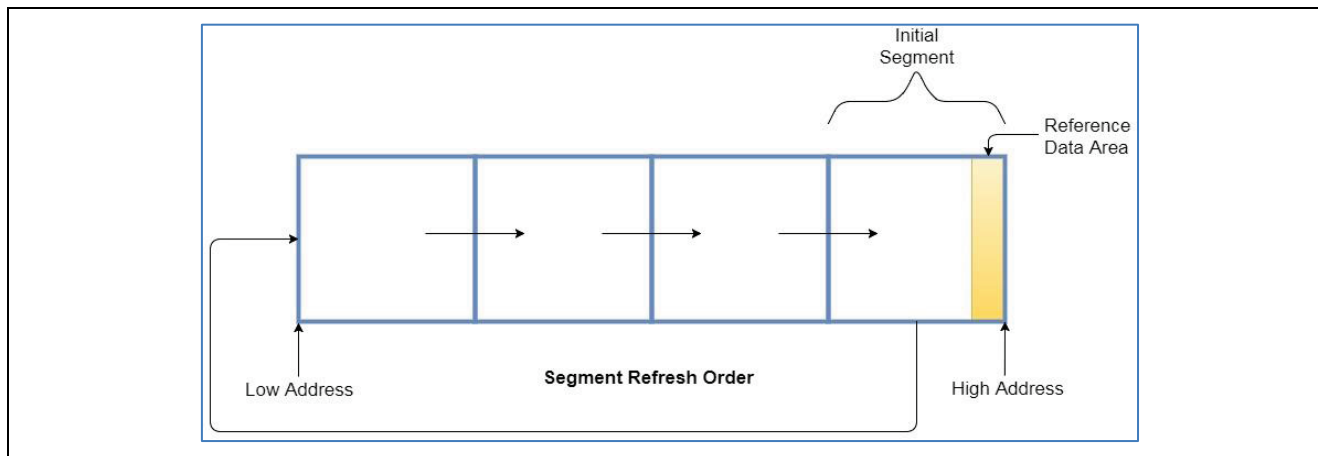 Initial
Segment
Reference
Data Area
Low Address
Segment Refresh Order
High Address